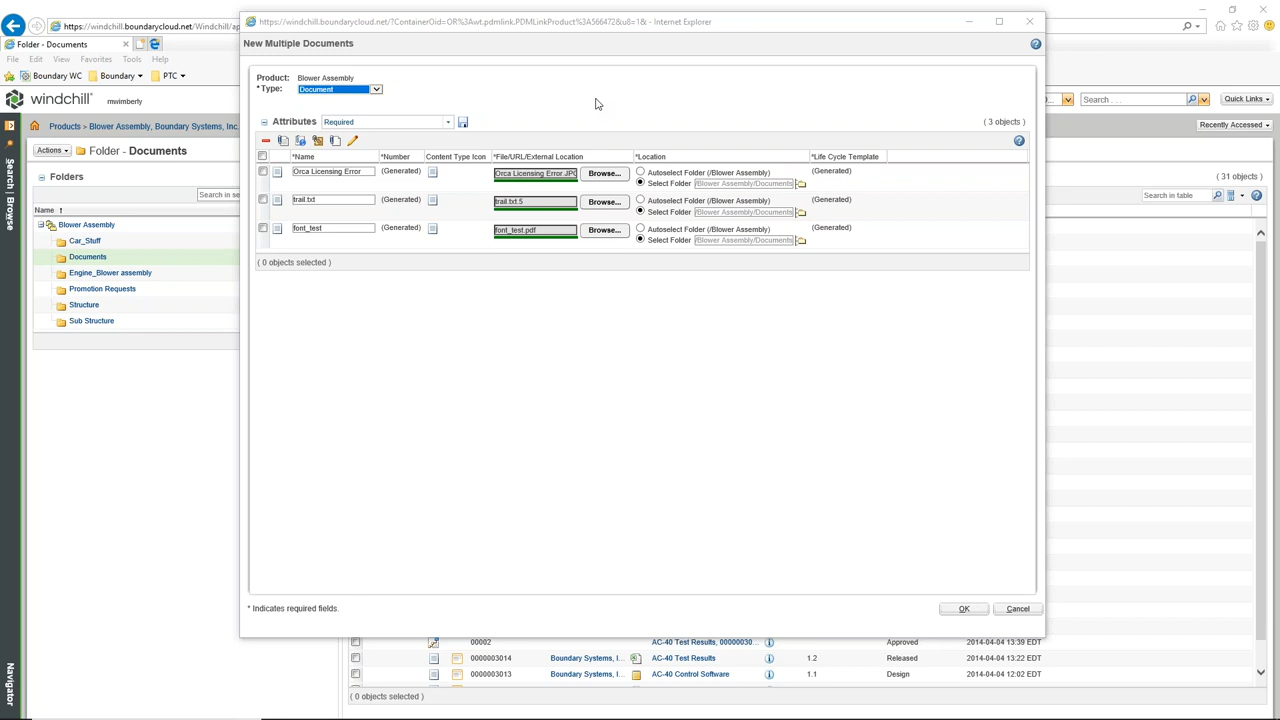 https://windchill.boundarycloud.net/?ContainerOid=OR%3Awt.pdmlink.PDMLinkProduct%3A566472&u8=1& - Internet Explorer
https://windchill.boundarycloud.net/Windchill/ap
Folder - Documents
New Multiple Documents
File Edit View Favorites Tools Help
Boundary WC Boundary PTC
Product: Blower Assembly
*Type: Document
windchill mwimberly
Search . . .
Quick Links
Attributes Required
( 3 objects )
Products > Blower Assembly, Boundary Systems, Inc.
Recently Accessed
Actions Folder - Documents
*Name *Number Content Type Icon *File/URL/External Location *Location *Life Cycle Template
Orca Licensing Error (Generated) Orca Licensing Error.JPG Browse... Autoselect Folder (/Blower Assembly) (Generated)
Select Folder /Blower Assembly/Documents
trail.txt (Generated) trail.txt.5 Browse... Autoselect Folder (/Blower Assembly) (Generated)
Select Folder /Blower Assembly/Documents
font_test (Generated) font_test.pdf Browse... Autoselect Folder (/Blower Assembly) (Generated)
Select Folder /Blower Assembly/Documents
( 0 objects selected )
Search | Browse
Folders
( 31 objects )
Search in se
Search in table
Name
Blower Assembly
Car_Stuff
Documents
Engine_Blower assembly
Promotion Requests
Structure
Sub Structure
* Indicates required fields.
OK Cancel
00002 AC-40 Test Results, 00000030... Approved 2014-04-04 13:39 EDT
0000003014 Boundary Systems, I... AC-40 Test Results 1.2 Released 2014-04-04 13:22 EDT
0000003013 Boundary Systems, I... AC-40 Control Software 1.1 Design 2014-04-04 12:02 EDT
( 0 objects selected )
Navigator